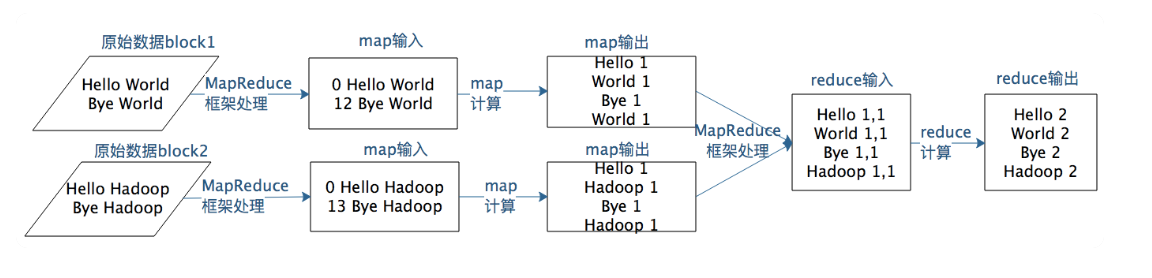 原始数据block1
Hello World
Bye World
MapReduce
框架处理
map输入
0 Hello World
12 Bye World
map
计算
map输出
Hello 1
World 1
Bye 1
World 1
原始数据block2
Hello Hadoop
Bye Hadoop
MapReduce
框架处理
map输入
0 Hello Hadoop
13 Bye Hadoop
map
计算
map输出
Hello 1
Hadoop 1
Bye 1
Hadoop 1
MapReduce
框架处理
reduce输入
Hello 1,1
World 1,1
Bye 1,1
Hadoop 1,1
reduce
计算
reduce输出
Hello 2
World 2
Bye 2
Hadoop 2